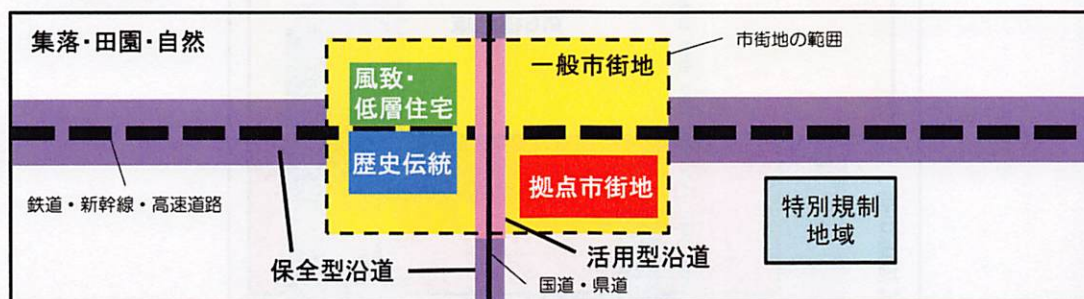 集落・田園・自然
市街地の範囲
一般市街地
風致・
低層住宅
歴史伝統
拠点市街地
鉄道・新幹線・高速道路
特別規制
地域
保全型沿道
活用型沿道
国道・県道